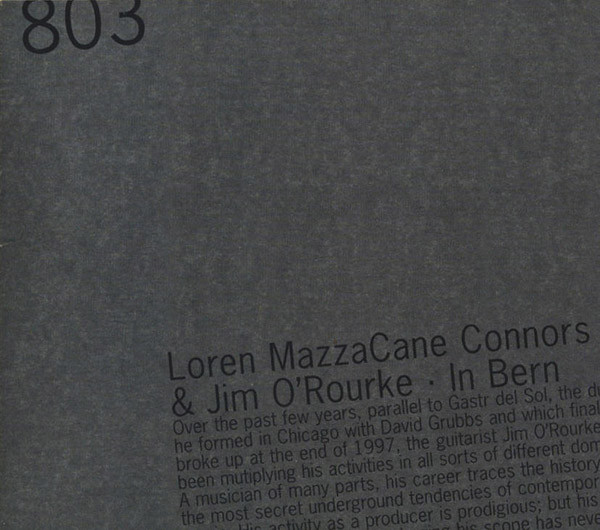 803
Loren MazzaCane Connors
& Jim O'Rourke · In Bern
Over the past few years, parallel to Gastr del Sol, the
he formed in Chicago with David Grubbs and which
broke up at the end of 1997, the guitarist Jim O'Rourke
been mutiplying his activities in all sorts of different
A musician of many parts, his career traces the history
the most secret underground tendencies of
His activity as a producer is prodigious; but his
his scope has